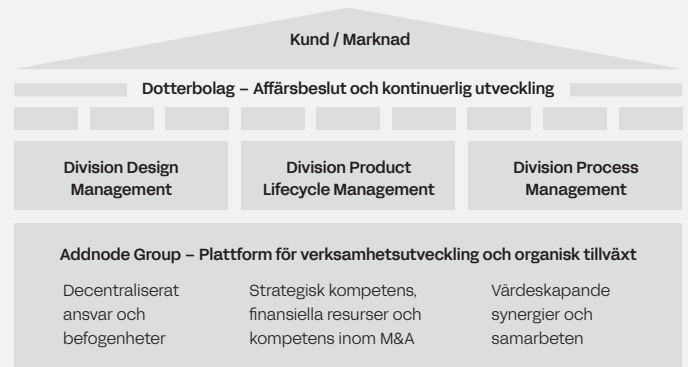 Kund / Marknad
Dotterbolag – Affärsbeslut och kontinuerlig utveckling
Division Design
Management
Division Product
Lifecycle Management
Division Process
Management
Addnode Group – Plattform för verksamhetsutveckling och organisk tillväxt
Decentraliserat
ansvar och
befogenheter
Strategisk kompetens,
finansiella resurser och
kompetens inom M&A
Värdeskapande
synergier och
samarbeten